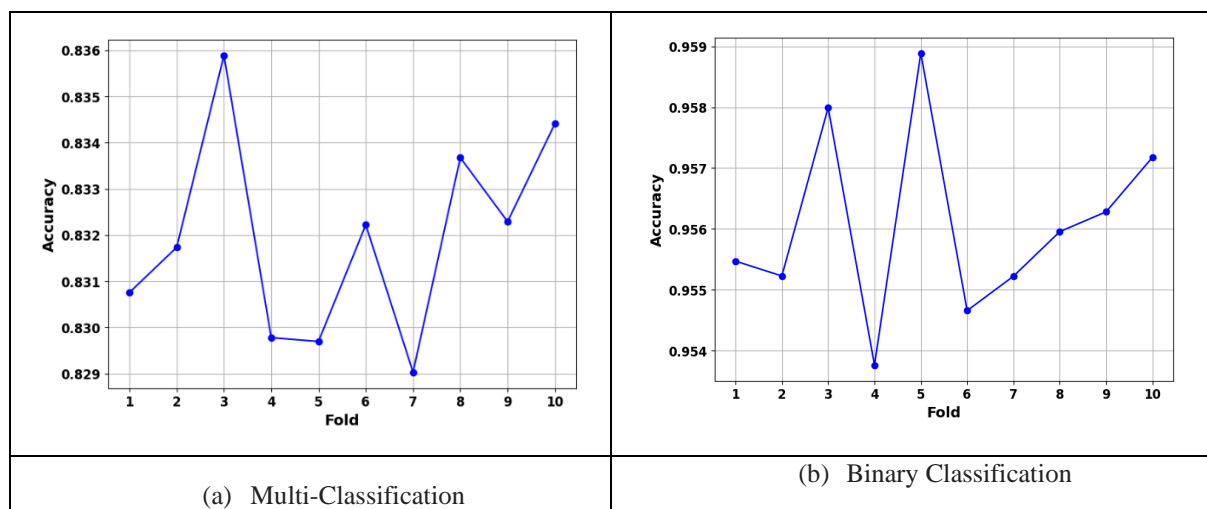 0.836
0.835
0.834
0.833
0.832
0.831
0.830
0.829
Accuracy
1 2 3 4 5 6 7 8 9 10
Fold
0.959
0.958
0.957
0.956
0.955
0.954
Accuracy
1 2 3 4 5 6 7 8 9 10
Fold
(a) Multi-Classification
(b) Binary Classification